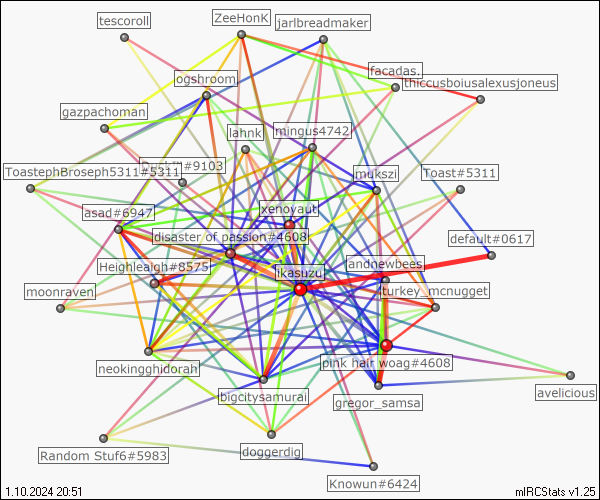 tescoroll
ZeeHonK
jarlbreadmaker
ogshroom
facadas.
thiccusboiusalexusjoneus
gazpachoman
lahnk
mingus4742
ToastephBroseph5311#5311
#9103
mukszi
Toast#5311
asad#6947
xenoyaut
disaster of passion#4608
default#0617
Heighleigh#8575
ikasuzu
andnewbees
moonraven
turkey_mcnugget
neokingghidorah
pink hair woag#4608
bigcitysamurai
gregor_samsa
avelicious
Random Stuf6#5983
doggerdig
Knowun#6424
1.10.2024 20:51
mIRCStats v1.25